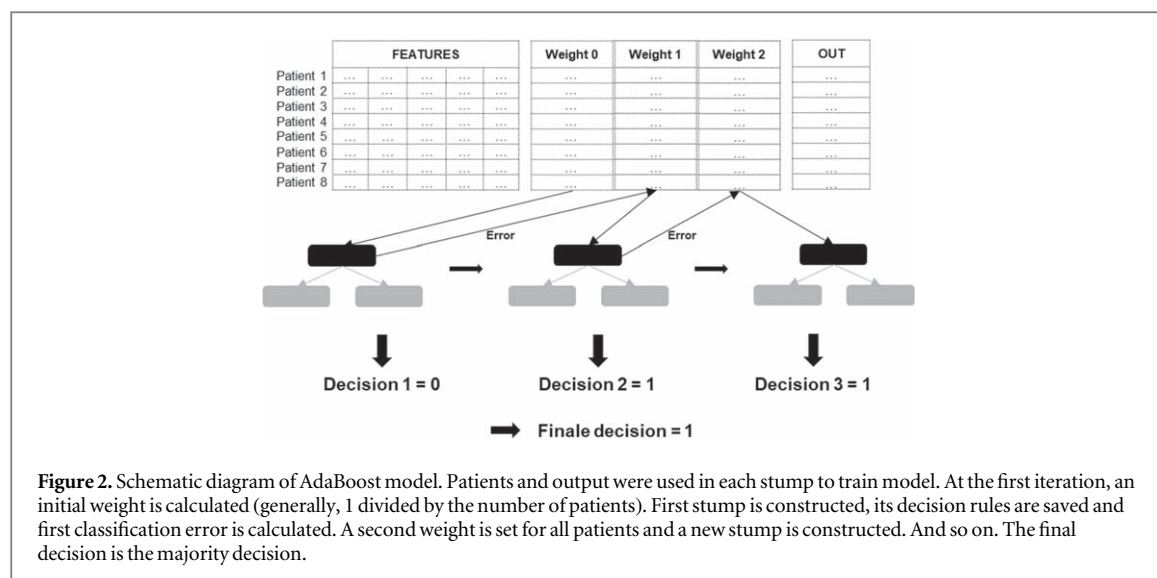 FEATURES Weight 0 Weight 1 Weight 2 OUT
Patient 1 ... ... ... ... ... ... ... ... ...
Patient 2 ... ... ... ... ... ... ... ... ...
Patient 3 ... ... ... ... ... ... ... ... ...
Patient 4 ... ... ... ... ... ... ... ... ...
Patient 5 ... ... ... ... ... ... ... ... ...
Patient 6 ... ... ... ... ... ... ... ... ...
Patient 7 ... ... ... ... ... ... ... ... ...
Patient 8 ... ... ... ... ... ... ... ... ...
Error Error
Decision 1 = 0 Decision 2 = 1 Decision 3 = 1
Finale decision = 1
Figure 2. Schematic diagram of AdaBoost model. Patients and output were used in each stump to train model. At the first iteration, an
initial weight is calculated (generally, 1 divided by the number of patients). First stump is constructed, its decision rules are saved and
first classification error is calculated. A second weight is set for all patients and a new stump is constructed. And so on. The final
decision is the majority decision.